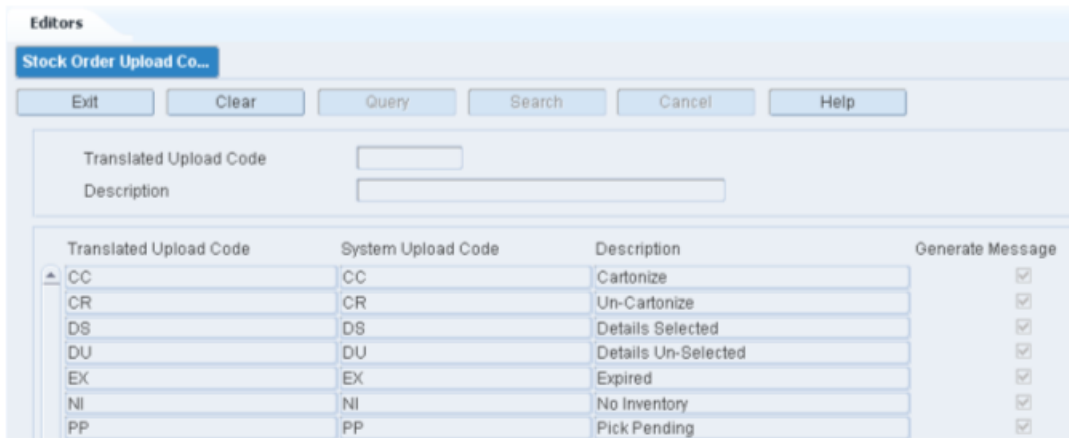 Editors
Stock Order Upload Co...
Exit Clear Query Search Cancel Help
Translated Upload Code
Description
Translated Upload Code System Upload Code Description Generate Message
CC CC Cartonize
CR CR Un-Cartonize
DS DS Details Selected
DU DU Details Un-Selected
EX EX Expired
NI NI No Inventory
PP PP Pick Pending